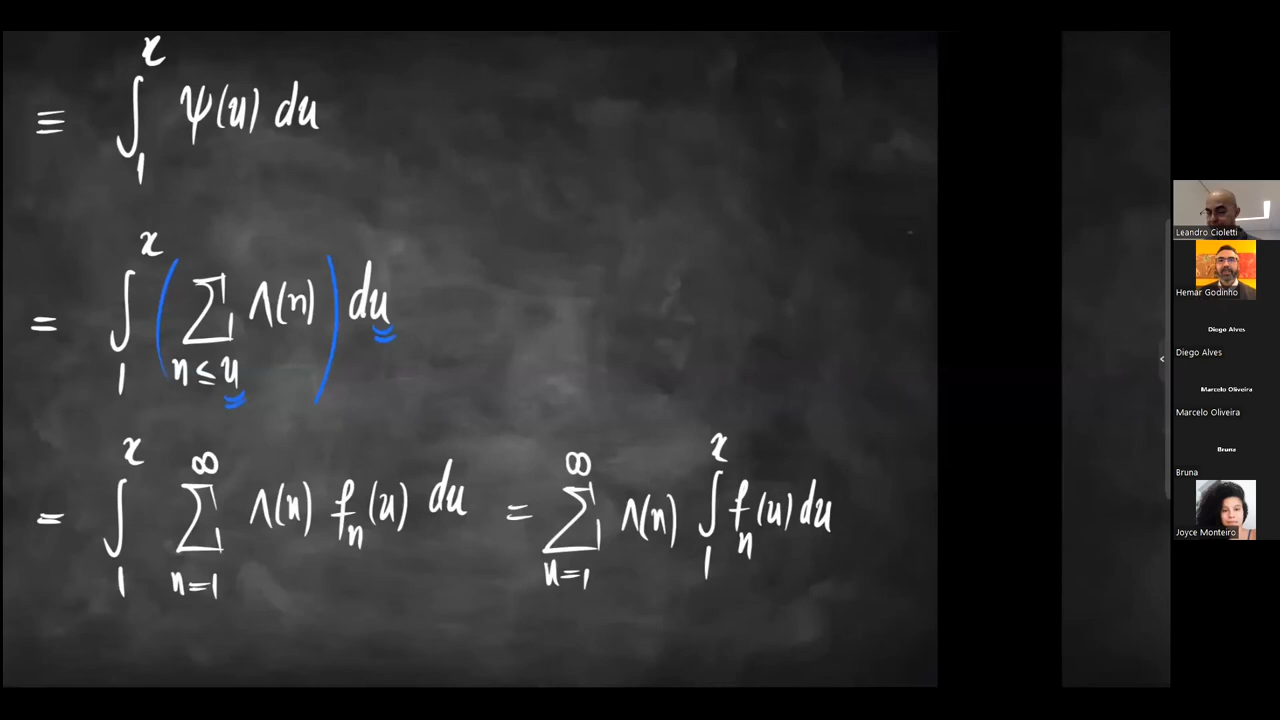 ≡ ∫₁ˣ ψ(u) du
= ∫₁ˣ ( ∑_{n≤u} Λ(n) ) du
= ∫₁ˣ ∑_{n=1}^{∞} Λ(n) fₙ(u) du = ∑_{n=1}^{∞} Λ(n) ∫₁ˣ fₙ(u) du
Leandro Cioletti
Hemar Godinho
Diego Alves
Diego Alves
Marcelo Oliveira
Marcelo Oliveira
Bruna
Bruna
Joyce Monteiro